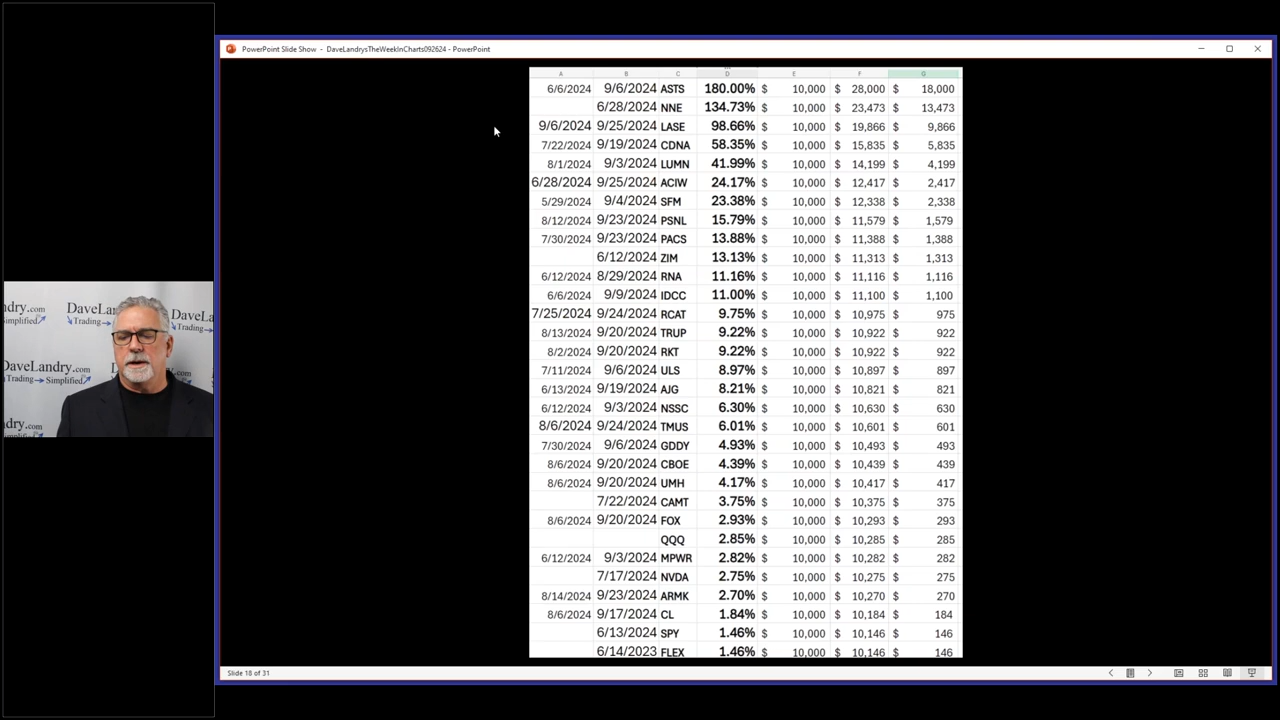 PowerPoint Slide Show - DaveLandrysTheWeekInCharts092624 - PowerPoint
A B C D E F G
6/6/2024 9/6/2024 ASTS 180.00% $ 10,000 $ 28,000 $ 18,000
6/28/2024 NNE 134.73% $ 10,000 $ 23,473 $ 13,473
9/6/2024 9/25/2024 LASE 98.66% $ 10,000 $ 19,866 $ 9,866
7/22/2024 9/19/2024 CDNA 58.35% $ 10,000 $ 15,835 $ 5,835
8/1/2024 9/3/2024 LUMN 41.99% $ 10,000 $ 14,199 $ 4,199
6/28/2024 9/25/2024 ACIW 24.17% $ 10,000 $ 12,417 $ 2,417
5/29/2024 9/4/2024 SFM 23.38% $ 10,000 $ 12,338 $ 2,338
8/12/2024 9/23/2024 PSNL 15.79% $ 10,000 $ 11,579 $ 1,579
7/30/2024 9/23/2024 PACS 13.88% $ 10,000 $ 11,388 $ 1,388
6/12/2024 ZIM 13.13% $ 10,000 $ 11,313 $ 1,313
6/12/2024 8/29/2024 RNA 11.16% $ 10,000 $ 11,116 $ 1,116
6/6/2024 9/9/2024 IDCC 11.00% $ 10,000 $ 11,100 $ 1,100
7/25/2024 9/24/2024 RCAT 9.75% $ 10,000 $ 10,975 $ 975
8/13/2024 9/20/2024 TRUP 9.22% $ 10,000 $ 10,922 $ 922
8/2/2024 9/20/2024 RKT 9.22% $ 10,000 $ 10,922 $ 922
7/11/2024 9/6/2024 ULS 8.97% $ 10,000 $ 10,897 $ 897
6/13/2024 9/19/2024 AJG 8.21% $ 10,000 $ 10,821 $ 821
6/12/2024 9/3/2024 NSSC 6.30% $ 10,000 $ 10,630 $ 630
8/6/2024 9/24/2024 TMUS 6.01% $ 10,000 $ 10,601 $ 601
7/30/2024 9/6/2024 GDDY 4.93% $ 10,000 $ 10,493 $ 493
8/6/2024 9/20/2024 CBOE 4.39% $ 10,000 $ 10,439 $ 439
8/6/2024 9/20/2024 UMH 4.17% $ 10,000 $ 10,417 $ 417
7/22/2024 CAMT 3.75% $ 10,000 $ 10,375 $ 375
8/6/2024 9/20/2024 FOX 2.93% $ 10,000 $ 10,293 $ 293
QQQ 2.85% $ 10,000 $ 10,285 $ 285
6/12/2024 9/3/2024 MPWR 2.82% $ 10,000 $ 10,282 $ 282
7/17/2024 NVDA 2.75% $ 10,000 $ 10,275 $ 275
8/14/2024 9/23/2024 ARMK 2.70% $ 10,000 $ 10,270 $ 270
8/6/2024 9/17/2024 CL 1.84% $ 10,000 $ 10,184 $ 184
6/13/2024 SPY 1.46% $ 10,000 $ 10,146 $ 146
6/14/2023 FLEX 1.46% $ 10,000 $ 10,146 $ 146
Slide 18 of 31
ndry.com DaveL DaveLa
Simplified Trading Trading
DaveLandry.com
Trading Simplified
ndry.com